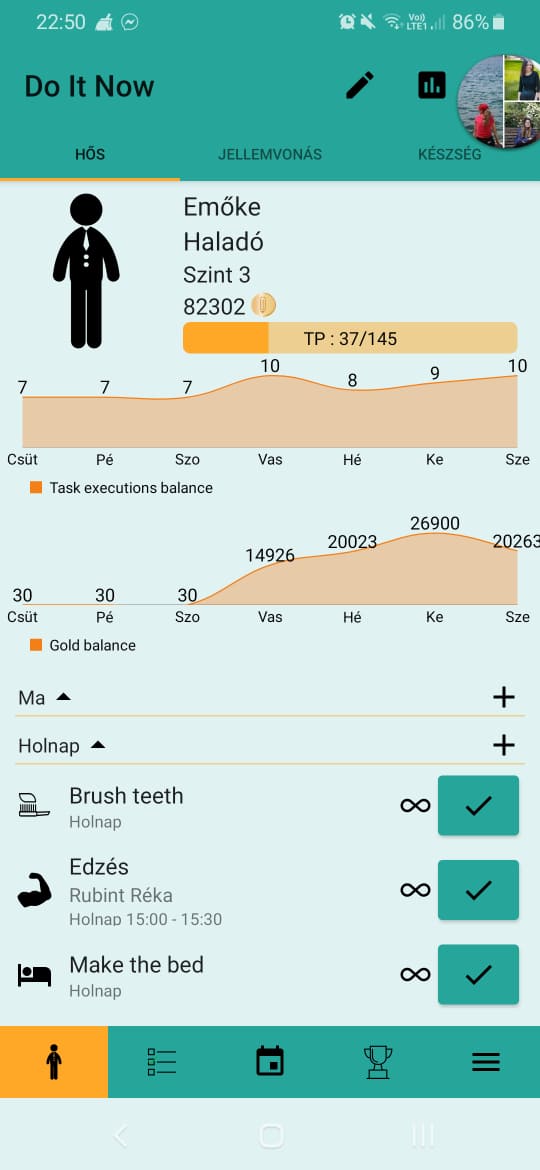 22:50 Vo)) LTE1 86%
Do It Now
HŐS JELLEMVONÁS KÉSZSÉG
Emőke
Haladó
Szint 3
82302
TP : 37/145
7 7 7 10 8 9 10
Csüt Pé Szo Vas Hé Ke Sze
Task executions balance
30 30 30 14926 20023 26900 20263
Csüt Pé Szo Vas Hé Ke Sze
Gold balance
Ma
Holnap
Brush teeth
Holnap
Edzés
Rubint Réka
Holnap 15:00 - 15:30
Make the bed
Holnap